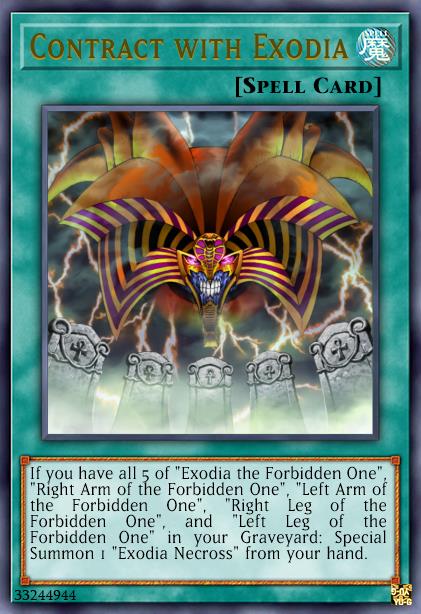 CONTRACT WITH EXODIA
SPELL
魔
[SPELL CARD]
If you have all 5 of "Exodia the Forbidden One",
"Right Arm of the Forbidden One", "Left Arm of
the Forbidden One", "Right Leg of the
Forbidden One", and "Left Leg of the
Forbidden One" in your Graveyard: Special
Summon 1 "Exodia Necross" from your hand.
33244944